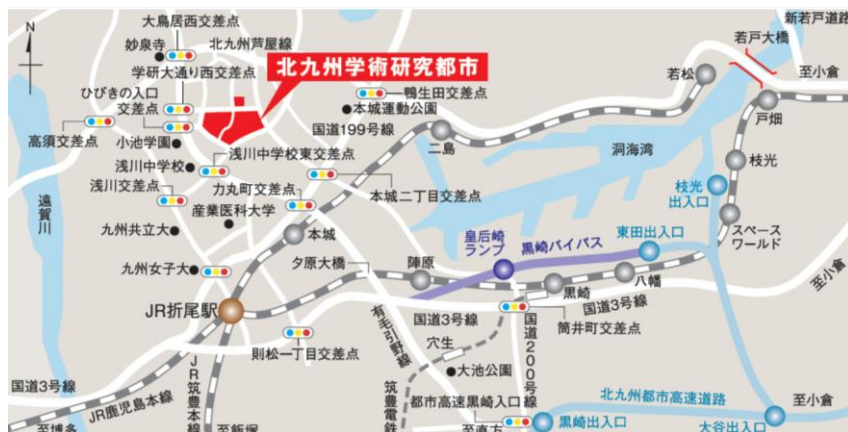 N
大鳥居西交差点
妙泉寺
北九州芦屋線
学研大通り西交差点
北九州学術研究都市
ひびきの入口
交差点
高須交差点
小池学園
浅川中学校
浅川交差点
浅川中学校東交差点
力丸町交差点
産業医科大学
九州共立大
九州女子大
鴨生田交差点
本城運動公園
国道199号線
本城二丁目交差点
二島
若松
若戸大橋
新若戸道路
至小倉
戸畑
洞海湾
枝光
枝光
出入口
スペース
ワールド
東田出入口
皇后崎
ランプ
黒崎バイパス
本城
夕原大橋
陣原
黒崎
八幡
国道3号線
至小倉
筒井町交差点
遠賀川
JR折尾駅
則松一丁目交差点
有毛引野線
国道3号線
穴生
大池公園
国道200号線
国道3号線
JR鹿児島本線
至博多
JR筑豊本線
至飯塚
筑豊電鉄
都市高速黒崎入口
至直方
黒崎出入口
北九州都市高速道路
大谷出入口
至小倉